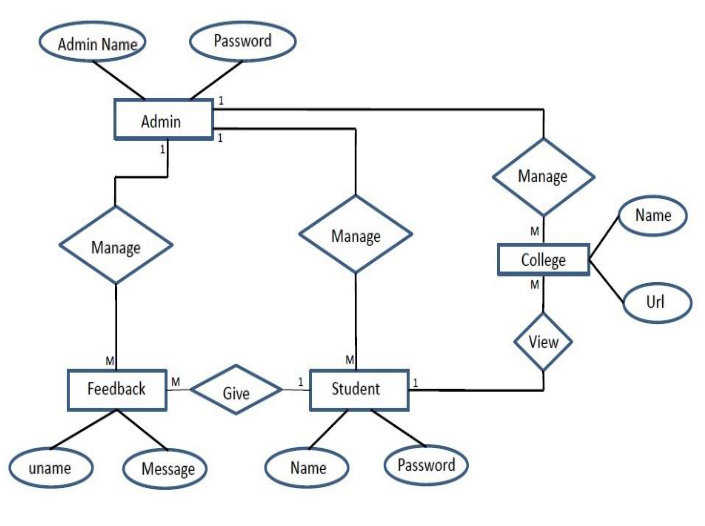 Admin Name
Password
Admin
1
1
1
Manage
Manage
Manage
Name
M
College
M
Url
View
M
M
Feedback
M
Give
1
Student
1
uname
Message
Name
Password